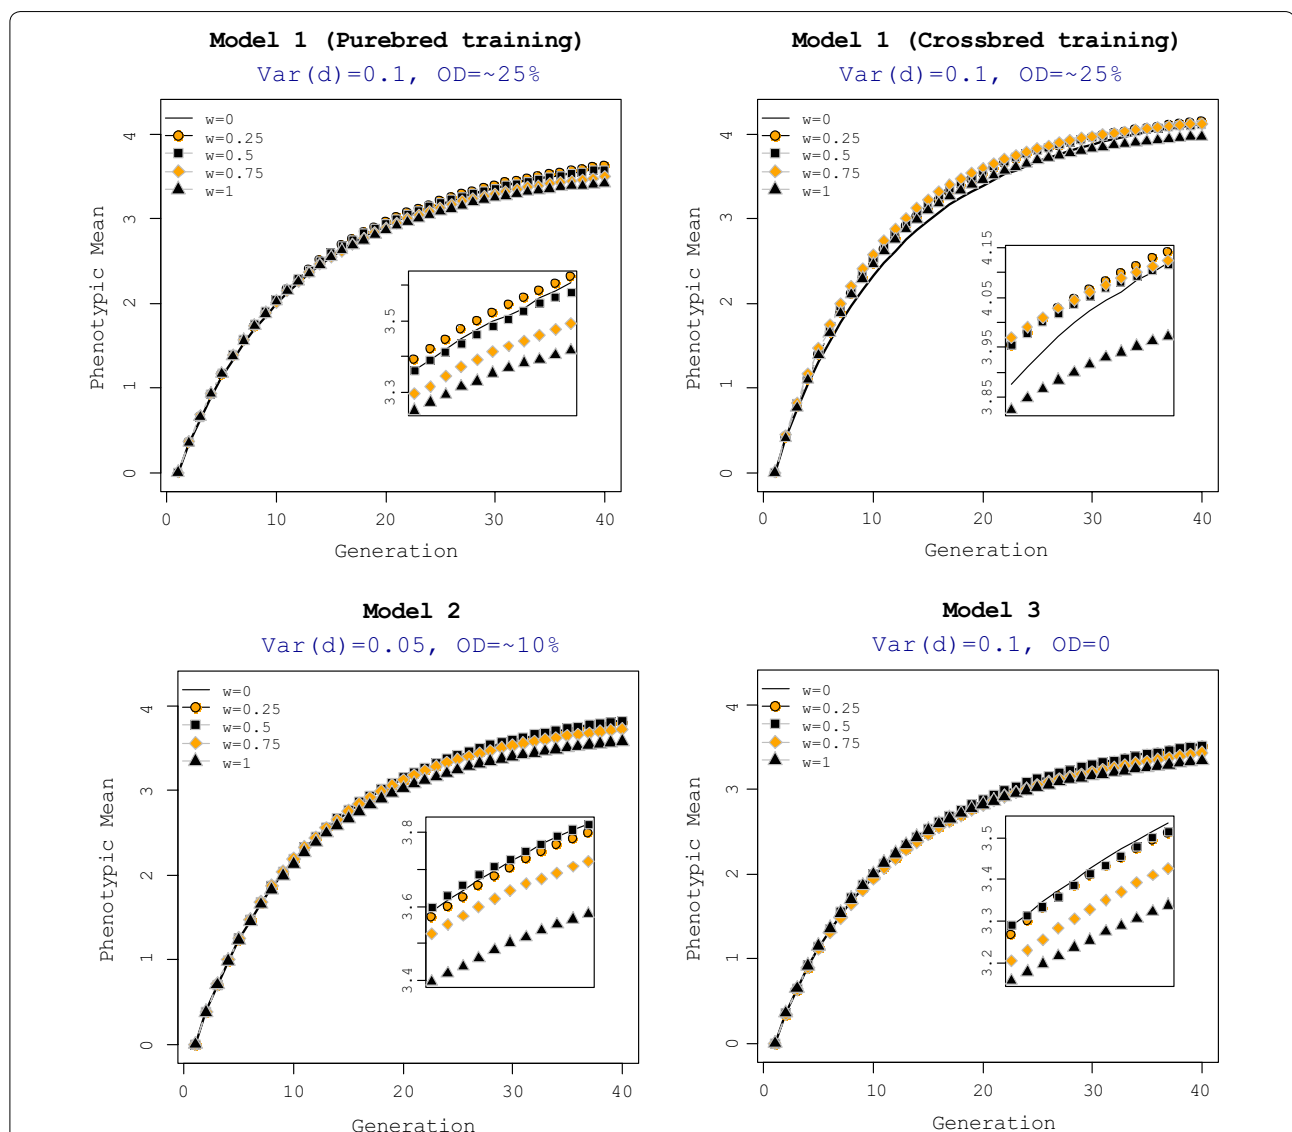 Model 1 (Purebred training)
Var(d)=0.1, OD=~25%
w=0
w=0.25
w=0.5
w=0.75
w=1
Phenotypic Mean
4
3
2
1
0
3.5
3.3
0 10 20 30 40
Generation
Model 1 (Crossbred training)
Var(d)=0.1, OD=~25%
w=0
w=0.25
w=0.5
w=0.75
w=1
Phenotypic Mean
4
3
2
1
0
4.15
4.05
3.95
3.85
0 10 20 30 40
Generation
Model 2
Var(d)=0.05, OD=~10%
w=0
w=0.25
w=0.5
w=0.75
w=1
Phenotypic Mean
4
3
2
1
0
3.8
3.6
3.4
0 10 20 30 40
Generation
Model 3
Var(d)=0.1, OD=0
w=0
w=0.25
w=0.5
w=0.75
w=1
Phenotypic Mean
4
3
2
1
0
3.5
3.4
3.3
3.2
0 10 20 30 40
Generation